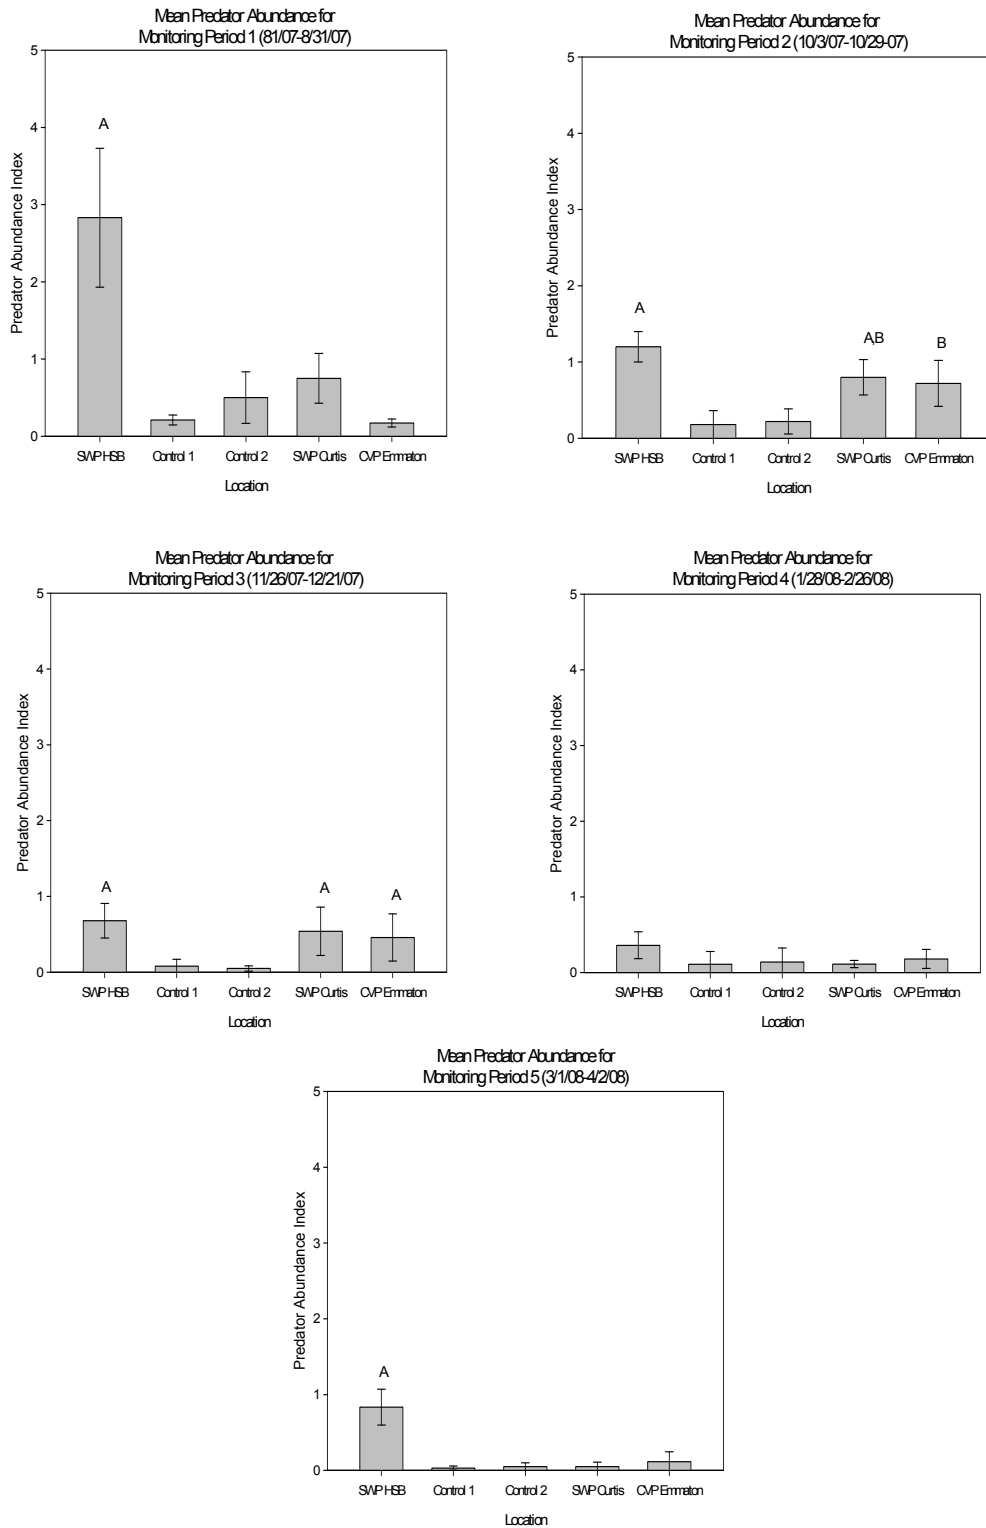 Mean Predator Abundance for
Monitoring Period 1 (81/07-8/31/07)
5
4
3
2
1
0
Predator Abundance Index
A
SWP HSB Control 1 Control 2 SWP Curtis CVP Emmaton
Location
Mean Predator Abundance for
Monitoring Period 2 (10/3/07-10/29-07)
5
4
3
2
1
0
Predator Abundance Index
A
A,B
B
SWP HSB Control 1 Control 2 SWP Curtis CVP Emmaton
Location
Mean Predator Abundance for
Monitoring Period 3 (11/26/07-12/21/07)
5
4
3
2
1
0
Predator Abundance Index
A
A
A
SWP HSB Control 1 Control 2 SWP Curtis CVP Emmaton
Location
Mean Predator Abundance for
Monitoring Period 4 (1/28/08-2/26/08)
5
4
3
2
1
0
Predator Abundance Index
SWP HSB Control 1 Control 2 SWP Curtis CVP Emmaton
Location
Mean Predator Abundance for
Monitoring Period 5 (3/1/08-4/2/08)
5
4
3
2
1
0
Predator Abundance Index
A
SWP HSB Control 1 Control 2 SWP Curtis CVP Emmaton
Location